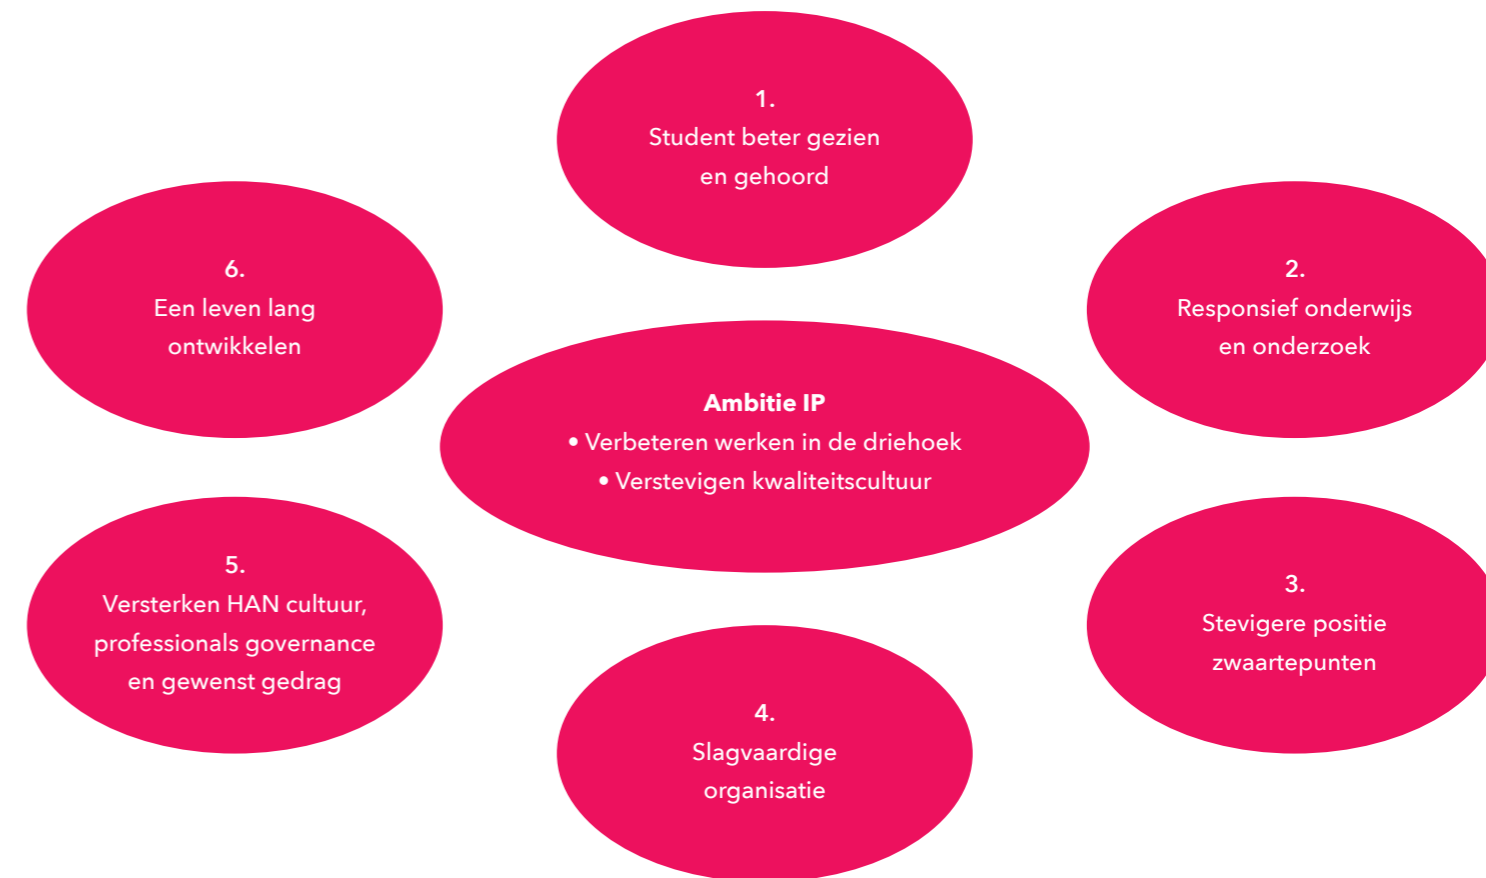 1.
Student beter gezien
en gehoord
2.
Responsief onderwijs
en onderzoek
3.
Stevigere positie
zwaartepunten
4.
Slagvaardige
organisatie
5.
Versterken HAN cultuur,
professionals governance
en gewenst gedrag
6.
Een leven lang
ontwikkelen
Ambitie IP
• Verbeteren werken in de driehoek
• Verstevigen kwaliteitscultuur